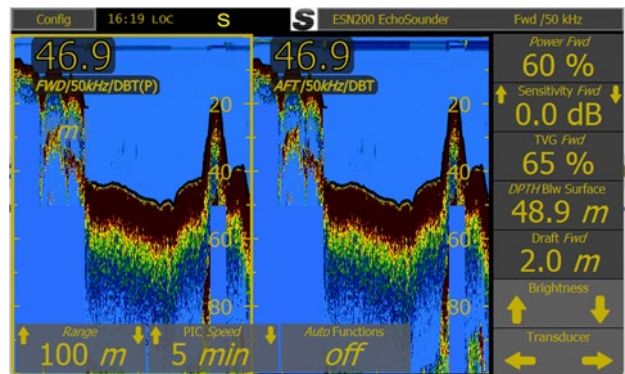 Config
16:19 LOC
S
S
ESN200 EchoSounder
Fwd /50 kHz
46.9
FWD/50kHz/DBT(P)
m
46.9
AFT/50kHz/DBT
20
20
40
40
60
60
80
80
Range
100 m
PIC Speed
5 min
Auto Functions
off
Power Fwd
60 %
Sensitivity Fwd
0.0 dB
TVG Fwd
65 %
DPTH Blw Surface
48.9 m
Draft Fwd
2.0 m
Brightness
Transducer